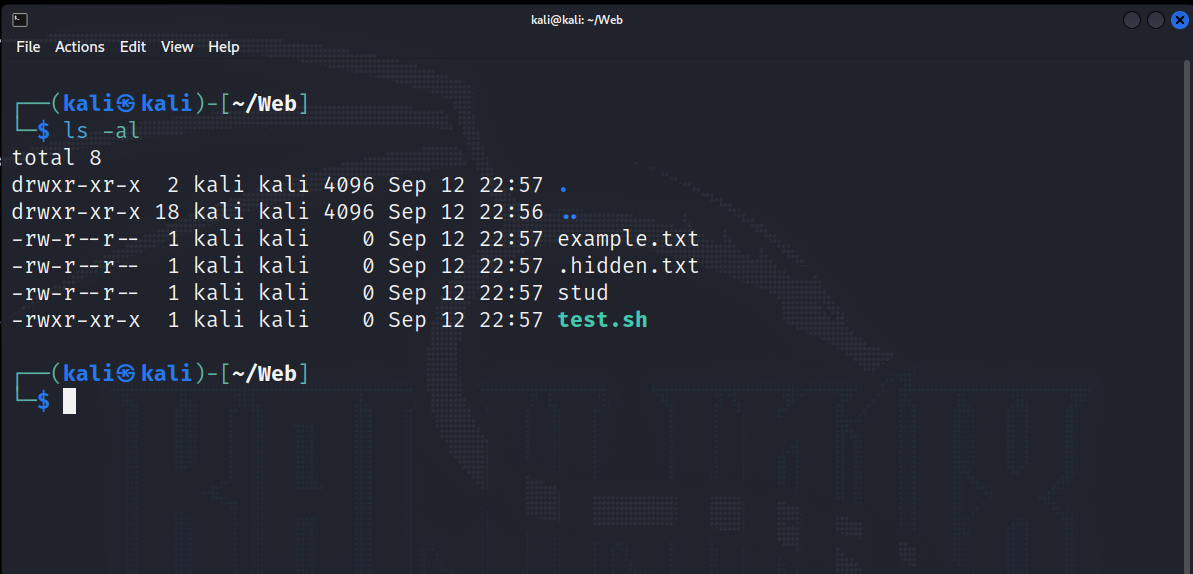 kali@kali: ~/Web
File Actions Edit View Help
┌──(kali㉿kali)-[~/Web]
└─$ ls -al
total 8
drwxr-xr-x  2 kali kali 4096 Sep 12 22:57 .
drwxr-xr-x 18 kali kali 4096 Sep 12 22:56 ..
-rw-r--r--  1 kali kali    0 Sep 12 22:57 example.txt
-rw-r--r--  1 kali kali    0 Sep 12 22:57 .hidden.txt
-rw-r--r--  1 kali kali    0 Sep 12 22:57 stud
-rwxr-xr-x  1 kali kali    0 Sep 12 22:57 test.sh
┌──(kali㉿kali)-[~/Web]
└─$
KALI LINUX